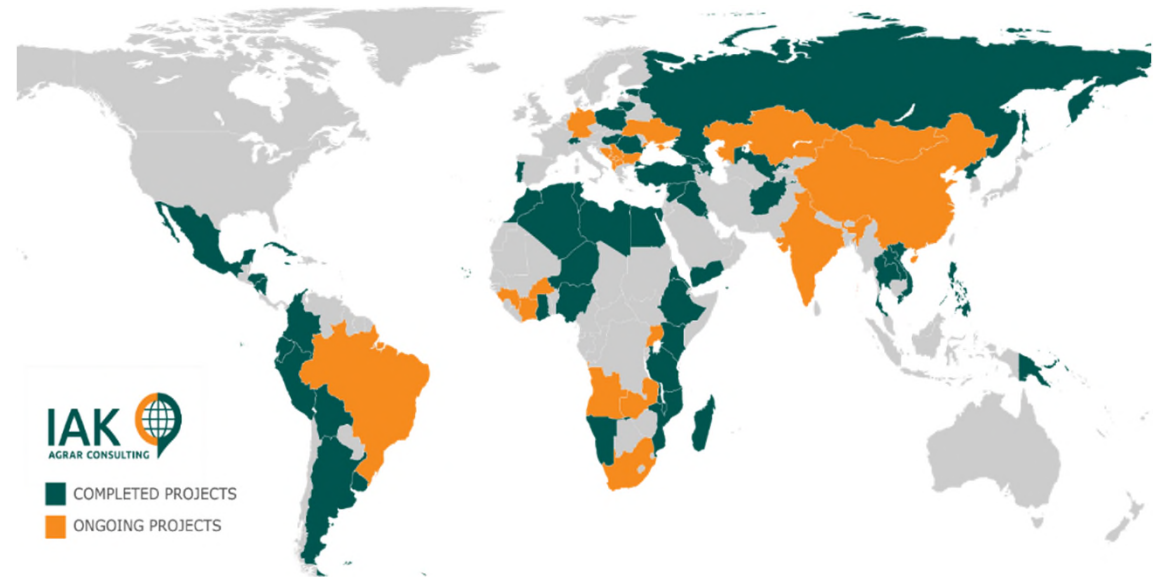 IAK
AGRAR CONSULTING
COMPLETED PROJECTS
ONGOING PROJECTS